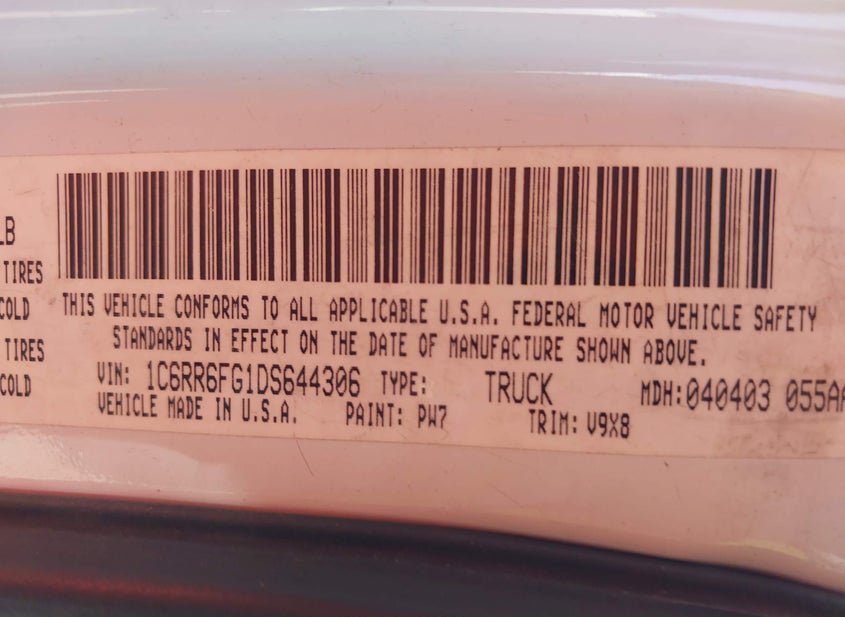 LB
TIRES
COLD
TIRES
COLD
THIS VEHICLE CONFORMS TO ALL APPLICABLE U.S.A. FEDERAL MOTOR VEHICLE SAFETY
STANDARDS IN EFFECT ON THE DATE OF MANUFACTURE SHOWN ABOVE.
VIN: 1C6RR6FG1DS644306 TYPE: TRUCK MDH:040403 055AA
VEHICLE MADE IN U.S.A. PAINT: PW7 TRIM: V9X8